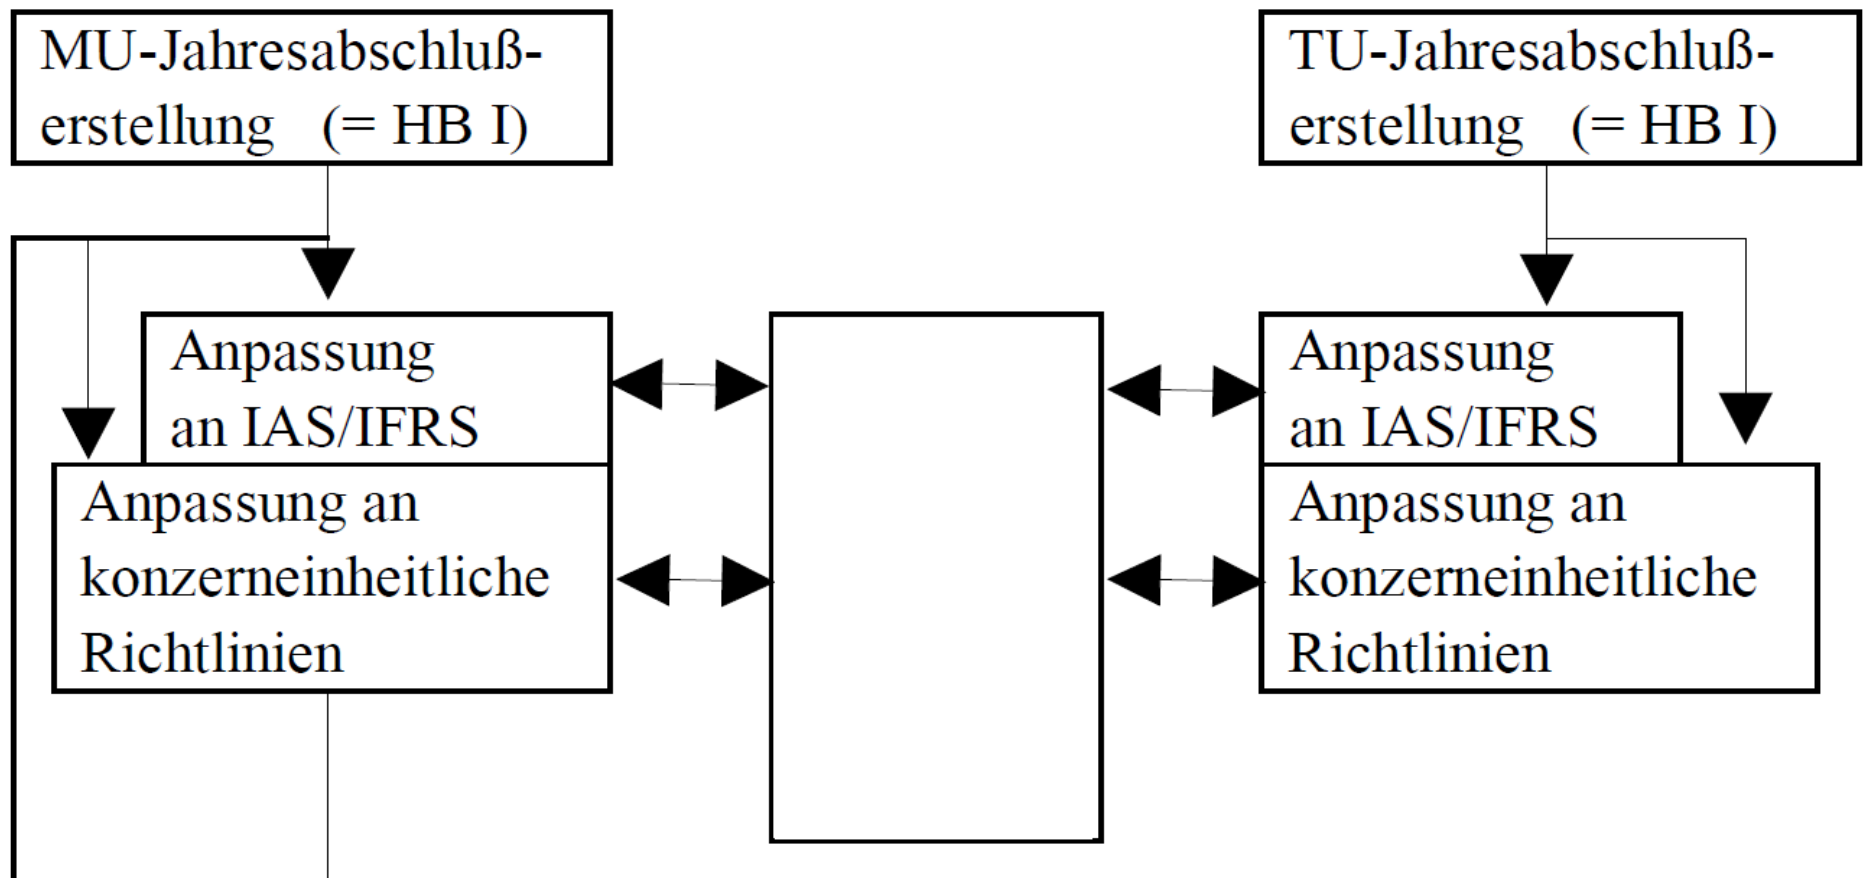 MU-Jahresabschluß-
erstellung (= HB I)
TU-Jahresabschluß-
erstellung (= HB I)
Anpassung
an IAS/IFRS
Anpassung an
konzerneinheitliche
Richtlinien
Anpassung
an IAS/IFRS
Anpassung an
konzerneinheitliche
Richtlinien